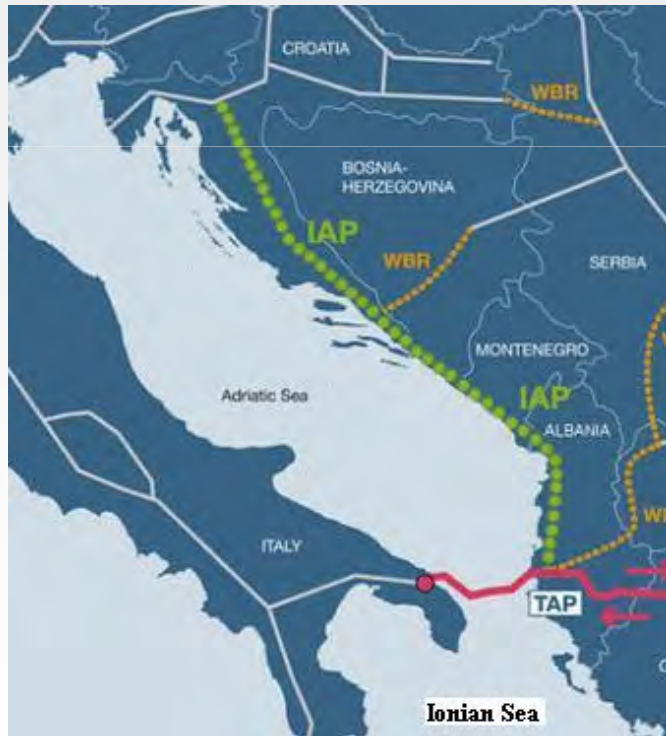 CROATIA
WBR
BOSNIA-
HERZEGOVINA
IAP
WBR
SERBIA
MONTENEGRO
Adriatic Sea
IAP
ALBANIA
ITALY
TAP
Ionian Sea